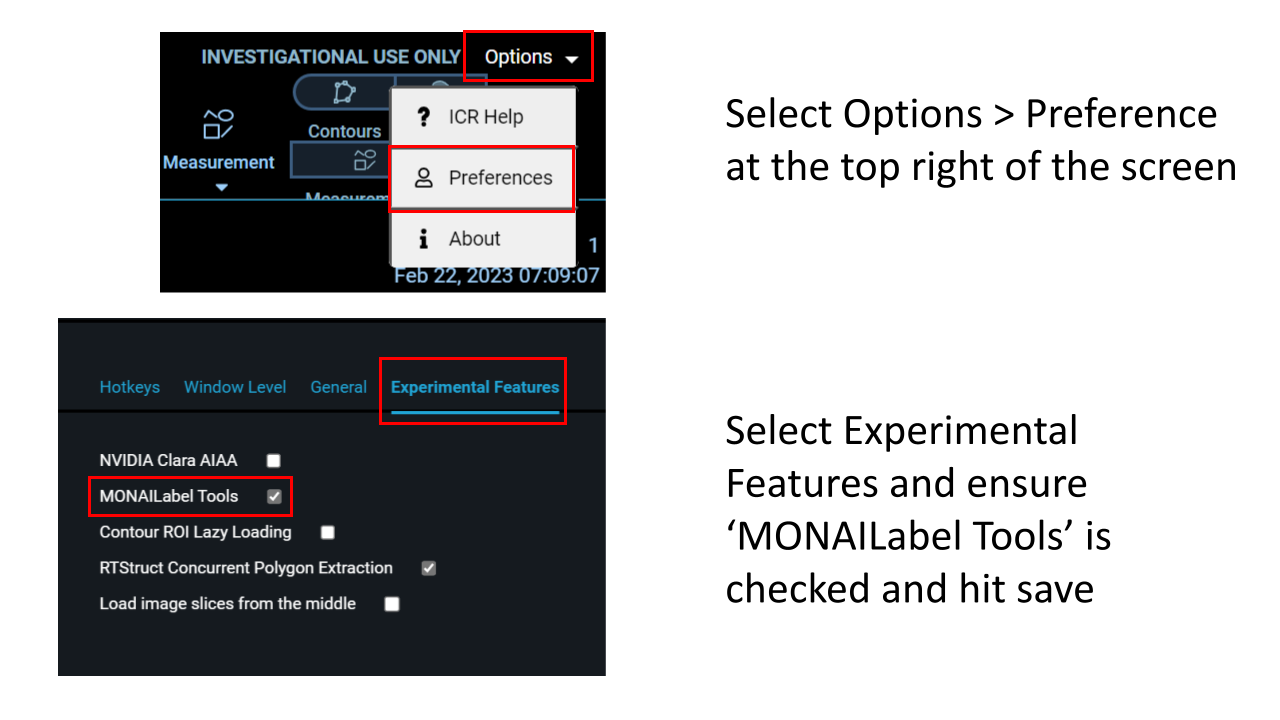 INVESTIGATIONAL USE ONLY Options
? ICR Help
Contours
Measurement
Preferences
i About
1
Feb 22, 2023 07:09:07
Select Options > Preference
at the top right of the screen
Hotkeys Window Level General Experimental Features
NVIDIA Clara AIAA
MONAILabel Tools
Contour ROI Lazy Loading
RTStruct Concurrent Polygon Extraction
Load image slices from the middle
Select Experimental
Features and ensure
‘MONAILabel Tools’ is
checked and hit save